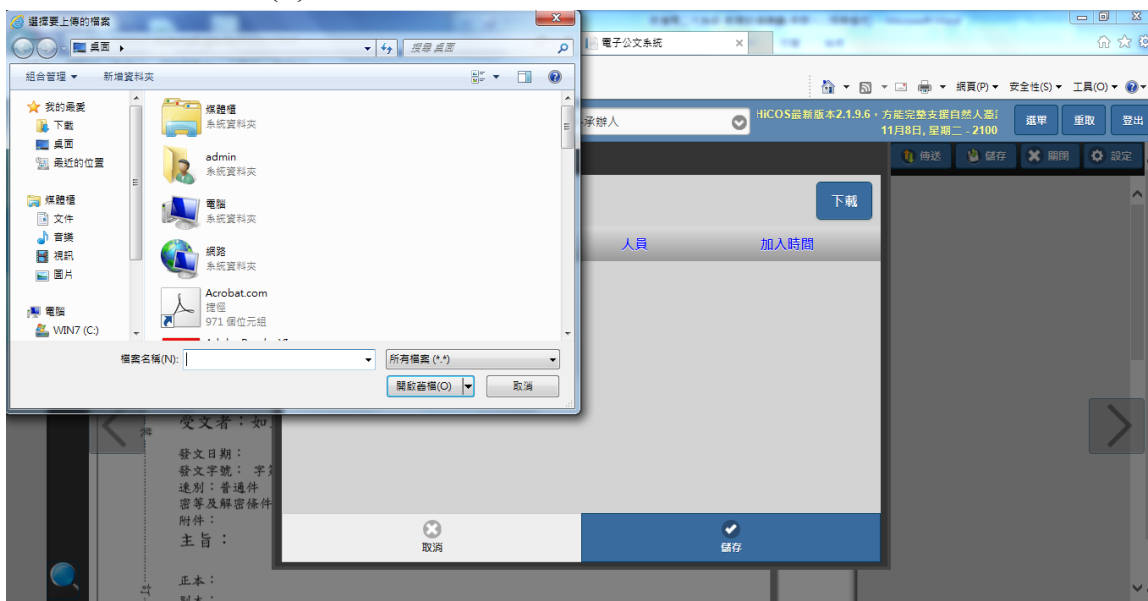 選擇要上傳的檔案
桌面
搜尋 桌面
組合管理 新增資料夾
我的最愛
下載
桌面
最近的位置
媒體櫃
文件
音樂
視訊
圖片
電腦
WIN7 (C:)
媒體櫃
系統資料夾
admin
系統資料夾
電腦
系統資料夾
網路
系統資料夾
Acrobat.com
捷徑
971 個位元組
檔案名稱(N):
所有檔案 (*.*)
開啟舊檔(O) 取消
電子公文系統
網頁(P) 安全性(S) 工具(O)
承辦人
HiCOS最新版本2.1.9.6，方能完整支援自然人憑
11月8日, 星期二 - 2100
選單 重取 登出
傳送 儲存 關閉 設定
下載
人員 加入時間
取消 儲存
受文者：如
發文日期：
發文字號： 字
速別：普通件
密等及解密條件
附件：
主旨：
正本：
副本：